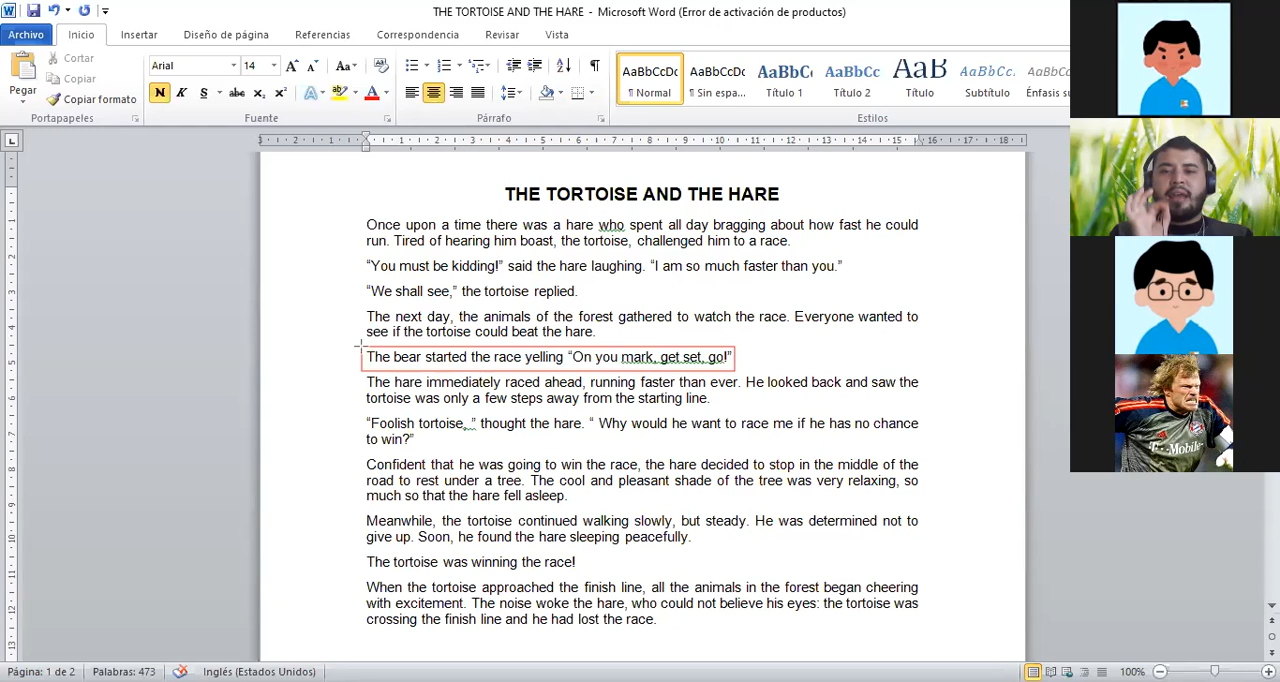 THE TORTOISE AND THE HARE - Microsoft Word (Error de activación de productos)
Archivo Inicio Insertar Diseño de página Referencias Correspondencia Revisar Vista
Pegar
Cortar
Copiar
Copiar formato
Portapapeles
Arial 14
N K S abc x₂ x²
Fuente
Párrafo
AaBbCcDc AaBbCcDc AaBbC AaBbCc AaB AaBbCc. AaBbCc
¶ Normal ¶ Sin espa... Título 1 Título 2 Título Subtítulo Énfasis su
Estilos
THE TORTOISE AND THE HARE
Once upon a time there was a hare who spent all day bragging about how fast he could
run. Tired of hearing him boast, the tortoise, challenged him to a race.
“You must be kidding!” said the hare laughing. “I am so much faster than you.”
“We shall see,” the tortoise replied.
The next day, the animals of the forest gathered to watch the race. Everyone wanted to
see if the tortoise could beat the hare.
The bear started the race yelling “On you mark, get set, go!”
The hare immediately raced ahead, running faster than ever. He looked back and saw the
tortoise was only a few steps away from the starting line.
“Foolish tortoise, ” thought the hare. “ Why would he want to race me if he has no chance
to win?”
Confident that he was going to win the race, the hare decided to stop in the middle of the
road to rest under a tree. The cool and pleasant shade of the tree was very relaxing, so
much so that the hare fell asleep.
Meanwhile, the tortoise continued walking slowly, but steady. He was determined not to
give up. Soon, he found the hare sleeping peacefully.
The tortoise was winning the race!
When the tortoise approached the finish line, all the animals in the forest began cheering
with excitement. The noise woke the hare, who could not believe his eyes: the tortoise was
crossing the finish line and he had lost the race.
T··Mobile·
Página: 1 de 2 Palabras: 473 Inglés (Estados Unidos) 100%